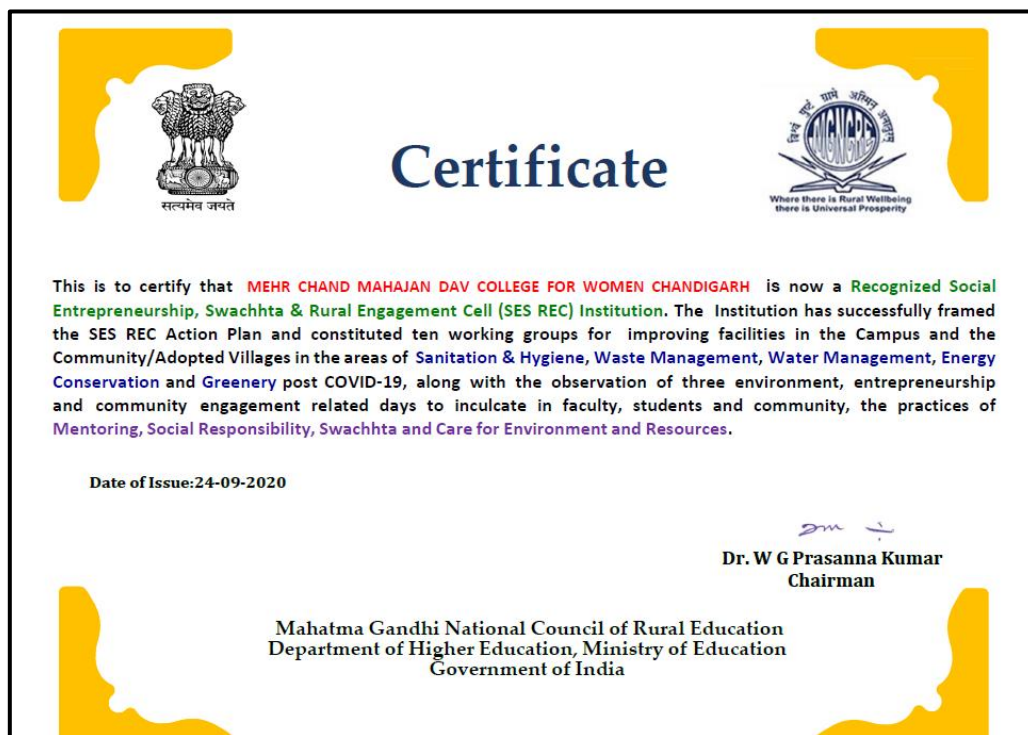 सत्यमेव जयते
Certificate
विश्वं पुष्टं ग्रामे अस्मिन् अनातुरम्
MGNCRE
Where there is Rural Wellbeing
there is Universal Prosperity
This is to certify that MEHR CHAND MAHAJAN DAV COLLEGE FOR WOMEN CHANDIGARH is now a Recognized Social
Entrepreneurship, Swachhta & Rural Engagement Cell (SES REC) Institution. The Institution has successfully framed
the SES REC Action Plan and constituted ten working groups for improving facilities in the Campus and the
Community/Adopted Villages in the areas of Sanitation & Hygiene, Waste Management, Water Management, Energy
Conservation and Greenery post COVID-19, along with the observation of three environment, entrepreneurship
and community engagement related days to inculcate in faculty, students and community, the practices of
Mentoring, Social Responsibility, Swachhta and Care for Environment and Resources.
Date of Issue:24-09-2020
Dr. W G Prasanna Kumar
Chairman
Mahatma Gandhi National Council of Rural Education
Department of Higher Education, Ministry of Education
Government of India